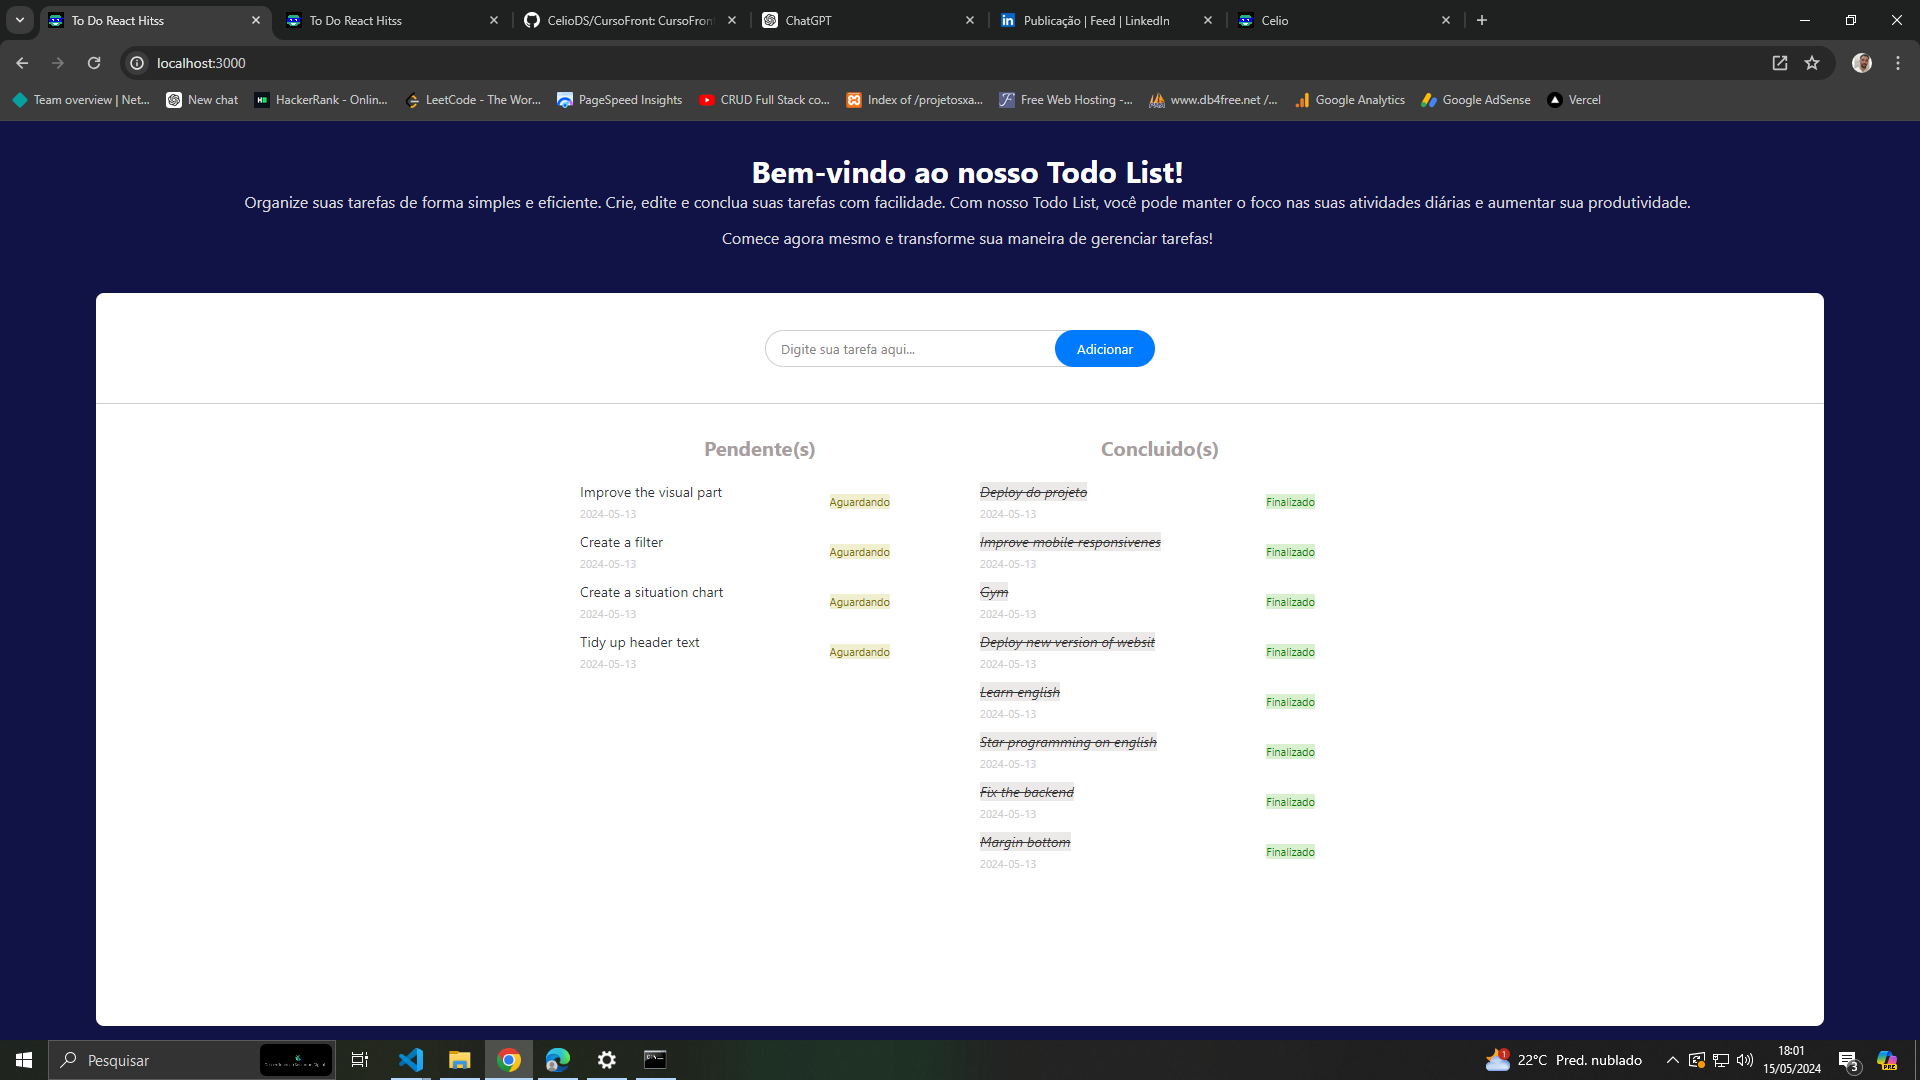 To Do React Hitss
To Do React Hitss
CelioDS/CursoFront: CursoFron
ChatGPT
Publicação | Feed | LinkedIn
Celio
localhost:3000
Team overview | Net...
New chat
HackerRank - Onlin...
LeetCode - The Wor...
PageSpeed Insights
CRUD Full Stack co...
Index of /projetosxa...
Free Web Hosting -...
www.db4free.net /...
Google Analytics
Google AdSense
Vercel
Bem-vindo ao nosso Todo List!
Organize suas tarefas de forma simples e eficiente. Crie, edite e conclua suas tarefas com facilidade. Com nosso Todo List, você pode manter o foco nas suas atividades diárias e aumentar sua produtividade.
Comece agora mesmo e transforme sua maneira de gerenciar tarefas!
Digite sua tarefa aqui...
Adicionar
Pendente(s)
Improve the visual part
Aguardando
2024-05-13
Create a filter
Aguardando
2024-05-13
Create a situation chart
Aguardando
2024-05-13
Tidy up header text
Aguardando
2024-05-13
Concluido(s)
Deploy do projeto
Finalizado
2024-05-13
Improve mobile responsivenes
Finalizado
2024-05-13
Gym
Finalizado
2024-05-13
Deploy new version of websit
Finalizado
2024-05-13
Learn english
Finalizado
2024-05-13
Star programming on english
Finalizado
2024-05-13
Fix the backend
Finalizado
2024-05-13
Margin bottom
Finalizado
2024-05-13
Pesquisar
1
22°C Pred. nublado
18:01
15/05/2024
3
PRE